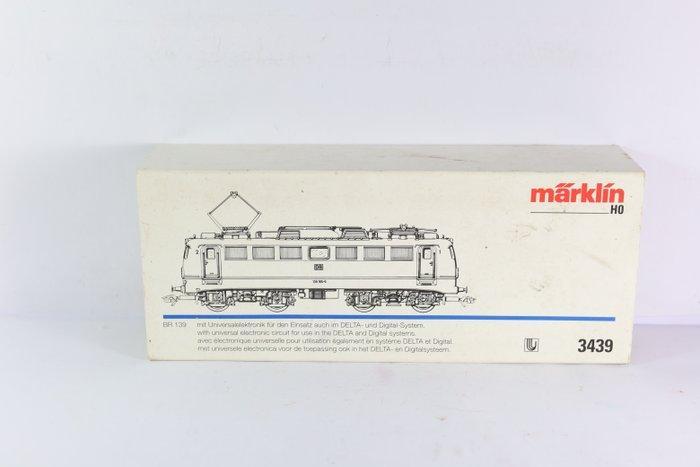 märklin
H0
DB
BR 139
mit Universalelektronik für den Einsatz auch im DELTA- und Digital-System.
with universal electronic circuit for use in the DELTA and Digital systems.
avec électronique universelle pour utilisation également en système DELTA et Digital.
met universele electronica voor de toepassing ook in het DELTA- en Digitalsysteem.
U
3439